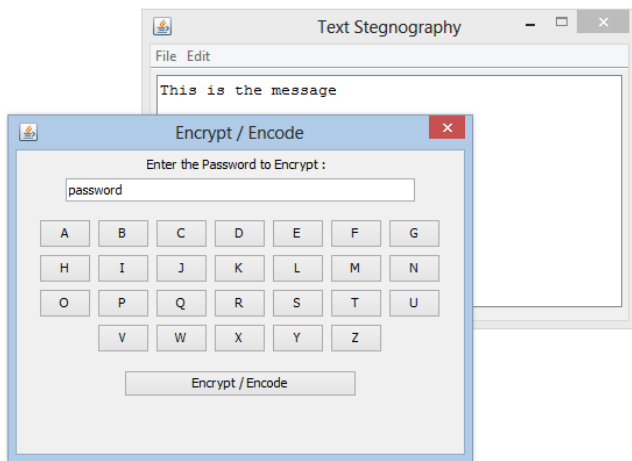 Text Stegnography
File Edit
This is the message
Encrypt / Encode
Enter the Password to Encrypt :
password
A B C D E F G
H I J K L M N
O P Q R S T U
V W X Y Z
Encrypt / Encode